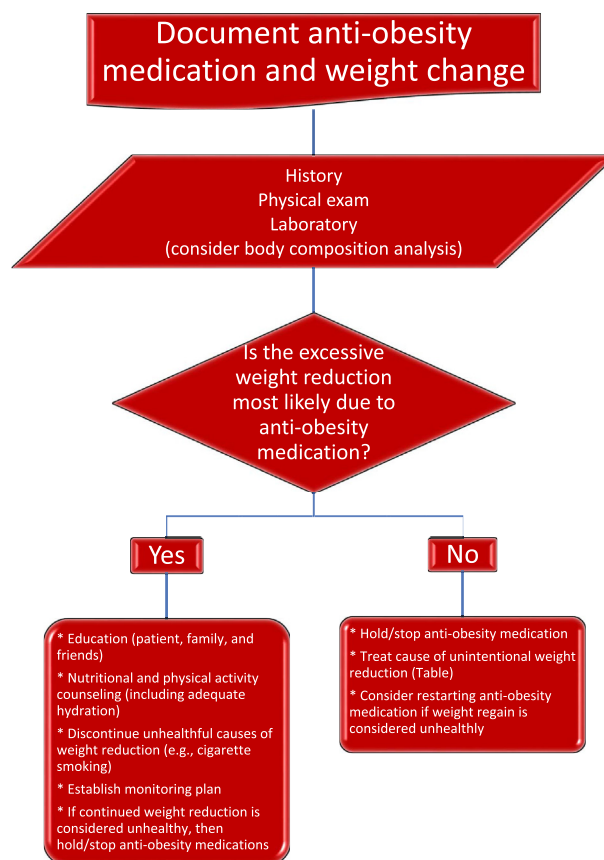 Document anti-obesity
medication and weight change
History
Physical exam
Laboratory
(consider body composition analysis)
Is the excessive
weight reduction
most likely due to
anti-obesity
medication?
Yes
No
* Education (patient, family, and
friends)
* Nutritional and physical activity
counseling (including adequate
hydration)
* Discontinue unhealthful causes of
weight reduction (e.g., cigarette
smoking)
* Establish monitoring plan
* If continued weight reduction is
considered unhealthy, then
hold/stop anti-obesity medications
* Hold/stop anti-obesity medication
* Treat cause of unintentional weight
reduction (Table)
* Consider restarting anti-obesity
medication if weight regain is
considered unhealthly